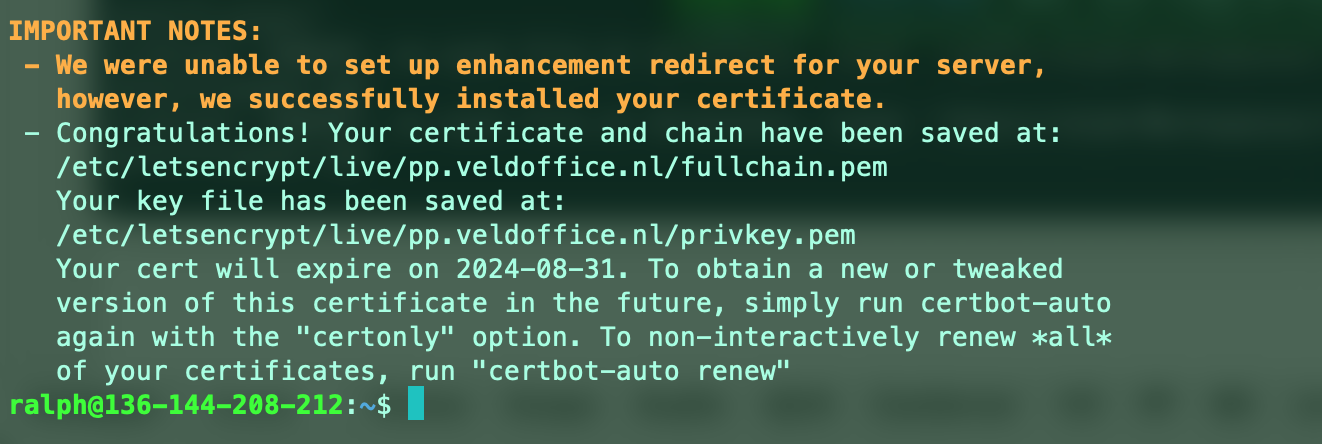 IMPORTANT NOTES:
- We were unable to set up enhancement redirect for your server,
however, we successfully installed your certificate.
- Congratulations! Your certificate and chain have been saved at:
/etc/letsencrypt/live/pp.veldoffice.nl/fullchain.pem
Your key file has been saved at:
/etc/letsencrypt/live/pp.veldoffice.nl/privkey.pem
Your cert will expire on 2024-08-31. To obtain a new or tweaked
version of this certificate in the future, simply run certbot-auto
again with the "certonly" option. To non-interactively renew *all*
of your certificates, run "certbot-auto renew"
ralph@136-144-208-212:~$